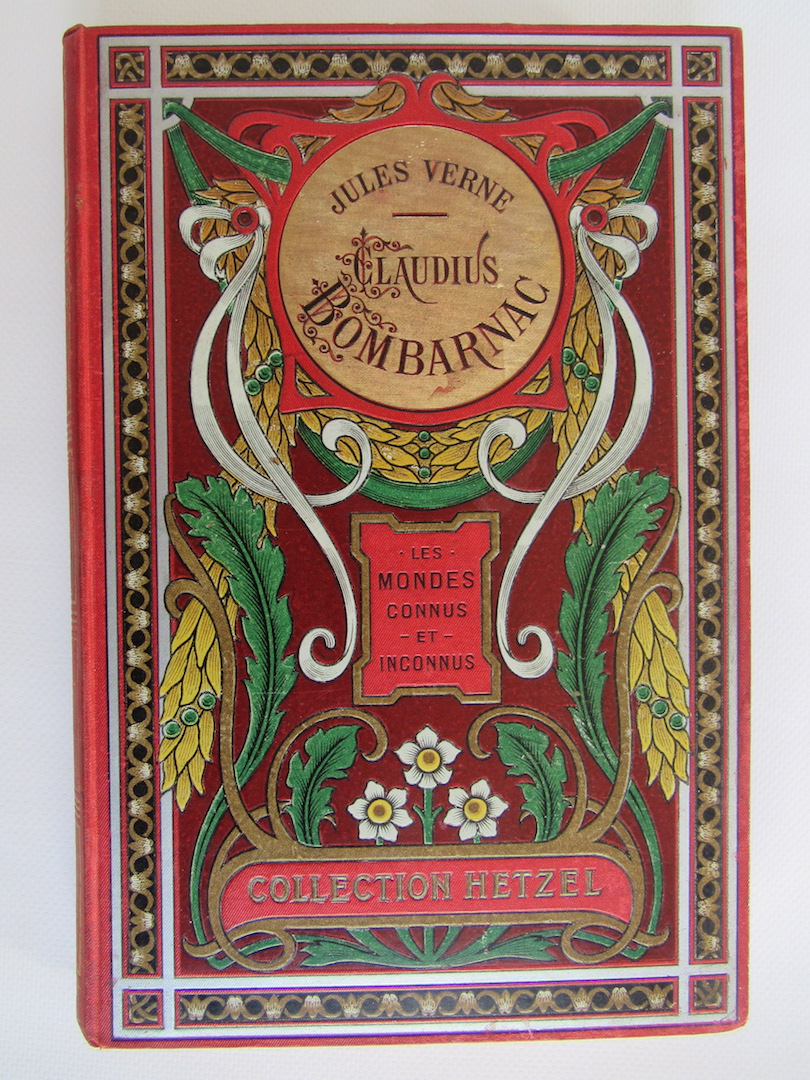 JULES VERNE
CLAUDIUS
BOMBARNAC
· LES ·
MONDES
CONNUS
– ET –
INCONNUS
COLLECTION HETZEL